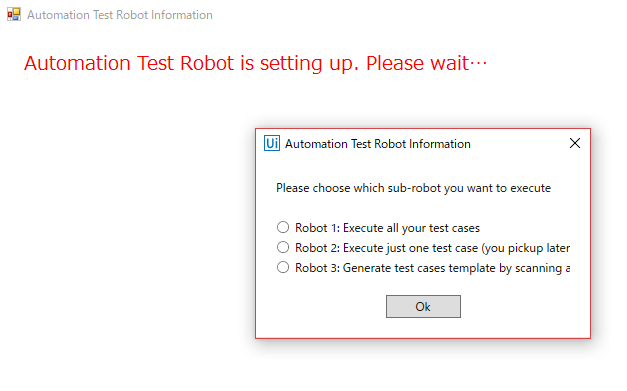 Automation Test Robot Information
Automation Test Robot is setting up. Please wait⋯
Ui Automation Test Robot Information
Please choose which sub-robot you want to execute
Robot 1: Execute all your test cases
Robot 2: Execute just one test case (you pickup later
Robot 3: Generate test cases template by scanning a
Ok